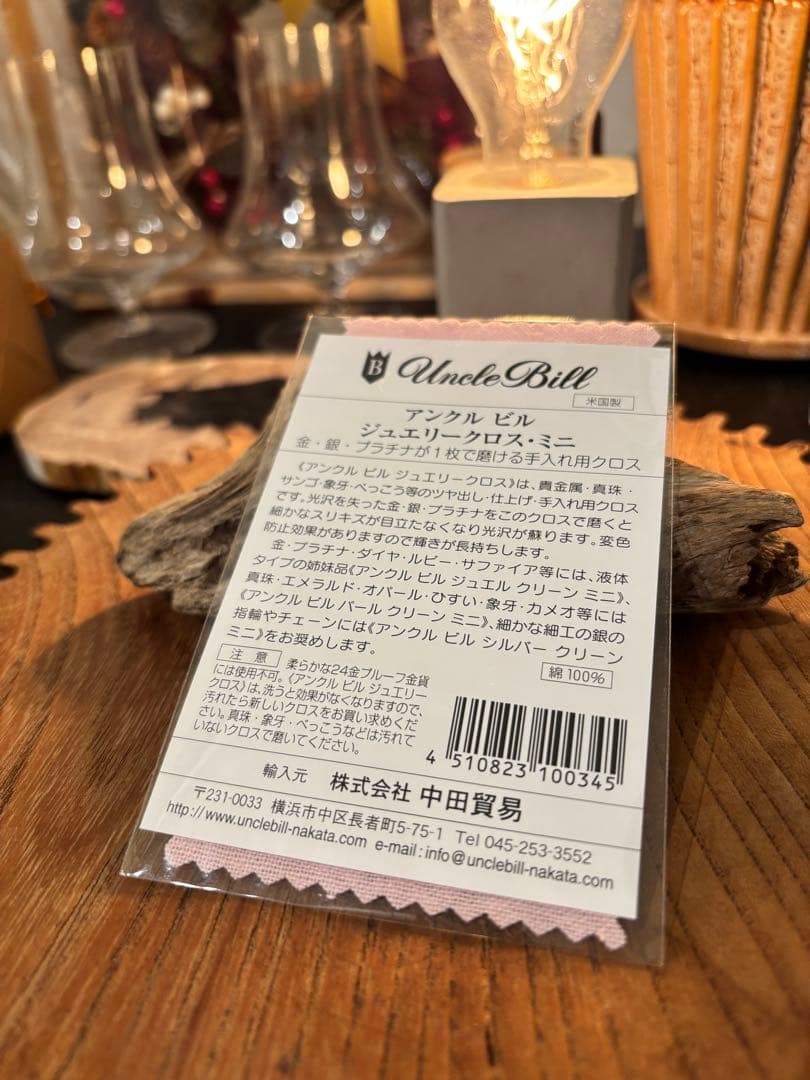 B Uncle Bill
米国製
アンクル ビル
ジュエリークロス・ミニ
金・銀・プラチナが1枚で磨ける手入れ用クロス
《アンクル ビル ジュエリークロス》は、貴金属・真珠・
サンゴ・象牙・べっこう等のツヤ出し・仕上げ・手入れ用クロス
です。光沢を失った金・銀・プラチナをこのクロスで磨くと
細かなスリキズが目立たなくなり光沢が蘇ります。変色
防止効果がありますので輝きが長持ちします。
金・プラチナ・ダイヤ・ルビー・サファイア等には、液体
タイプの姉妹品《アンクル ビル ジュエル クリーン ミニ》、
真珠・エメラルド・オパール・ひすい・象牙・カメオ等には
《アンクル ビル パール クリーン ミニ》、細かな細工の銀の
指輪やチェーンには《アンクル ビル シルバー クリーン
ミニ》をお奨めします。
綿100%
注 意 柔らかな24金プルーフ金貨
には使用不可。《アンクル ビル ジュエリー
クロス》は、洗うと効果がなくなりますので、
汚れたら新しいクロスをお買い求めくだ
さい。真珠・象牙・べっこうなどは汚れて
いないクロスで磨いてください。
4 510823 100345
輸入元 株式会社 中田貿易
〒231-0033 横浜市中区長者町5-75-1 Tel 045-253-3552
http://www.unclebill-nakata.com e-mail:info@unclebill-nakata.com